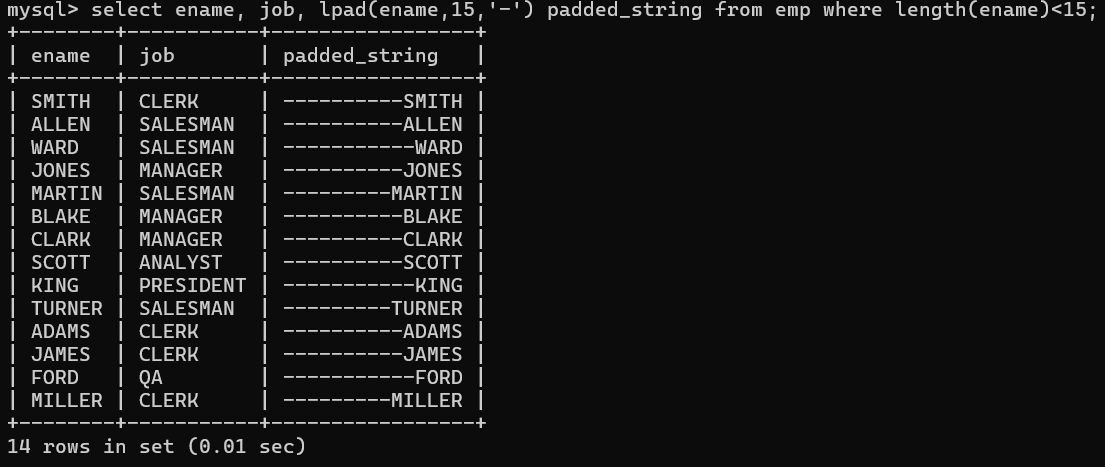 mysql> select ename, job, lpad(ename,15,'-') padded_string from emp where length(ename)<15;
+--------+-----------+-----------------+
| ename  | job       | padded_string   |
+--------+-----------+-----------------+
| SMITH  | CLERK     | ----------SMITH |
| ALLEN  | SALESMAN  | ----------ALLEN |
| WARD   | SALESMAN  | -----------WARD |
| JONES  | MANAGER   | ----------JONES |
| MARTIN | SALESMAN  | ---------MARTIN |
| BLAKE  | MANAGER   | ----------BLAKE |
| CLARK  | MANAGER   | ----------CLARK |
| SCOTT  | ANALYST   | ----------SCOTT |
| KING   | PRESIDENT | -----------KING |
| TURNER | SALESMAN  | ---------TURNER |
| ADAMS  | CLERK     | ----------ADAMS |
| JAMES  | CLERK     | ----------JAMES |
| FORD   | QA        | -----------FORD |
| MILLER | CLERK     | ---------MILLER |
+--------+-----------+-----------------+
14 rows in set (0.01 sec)